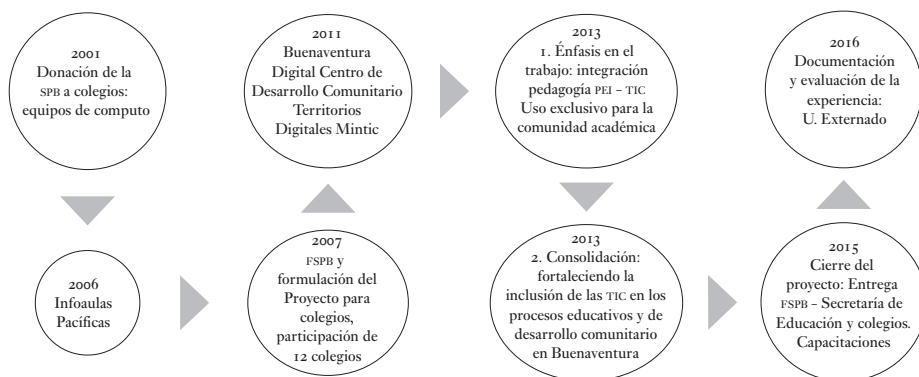 2001
Donación de la
SPB a colegios:
equipos de computo
2006
Infoaulas
Pacíficas
2007
FSPB y
formulación del
Proyecto para
colegios,
participación de
12 colegios
2011
Buenaventura
Digital Centro de
Desarrollo Comunitario
Territorios
Digitales Mintic
2013
1. Énfasis en el
trabajo: integración
pedagogía PEI – TIC
Uso exclusivo para la
comunidad académica
2013
2. Consolidación:
fortaleciendo la
inclusión de las TIC en los
procesos educativos y de
desarrollo comunitario
en Buenaventura
2015
Cierre del
proyecto: Entrega
FSPB – Secretaría de
Educación y colegios.
Capacitaciones
2016
Documentación
y evaluación de la
experiencia:
U. Externado